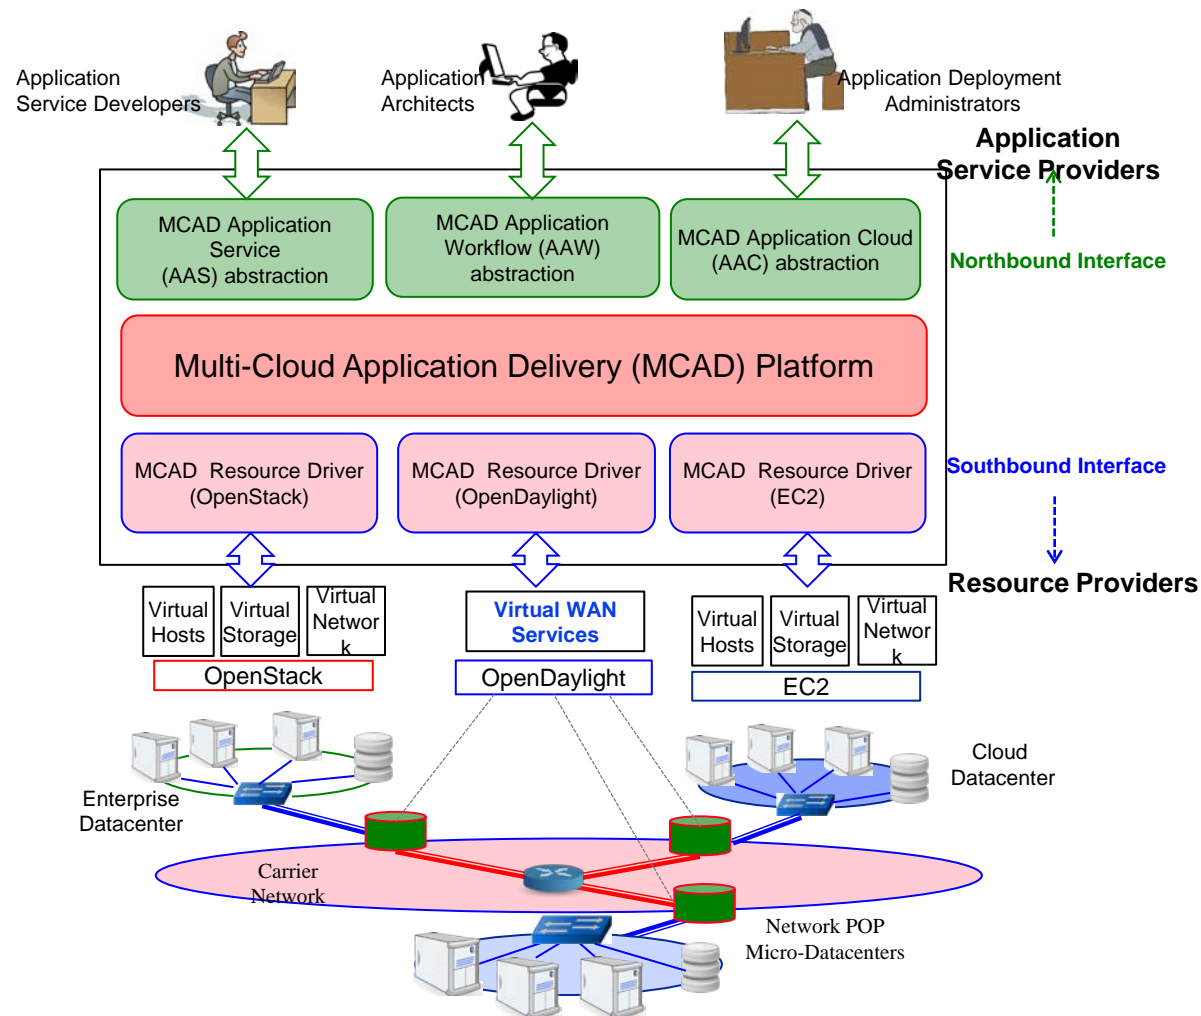 Application
Service Developers
Application
Architects
Application Deployment
Administrators
Application
Service Providers
MCAD Application
Service
(AAS) abstraction
MCAD Application
Workflow (AAW)
abstraction
MCAD Application Cloud
(AAC) abstraction
Northbound Interface
Multi-Cloud Application Delivery (MCAD) Platform
MCAD Resource Driver
(OpenStack)
MCAD Resource Driver
(OpenDaylight)
MCAD Resource Driver
(EC2)
Southbound Interface
Resource Providers
Virtual
Hosts
Virtual
Storage
Virtual
Networ
k
OpenStack
Virtual WAN
Services
OpenDaylight
Virtual
Hosts
Virtual
Storage
Virtual
Networ
k
EC2
Enterprise
Datacenter
Cloud
Datacenter
Carrier
Network
Network POP
Micro-Datacenters